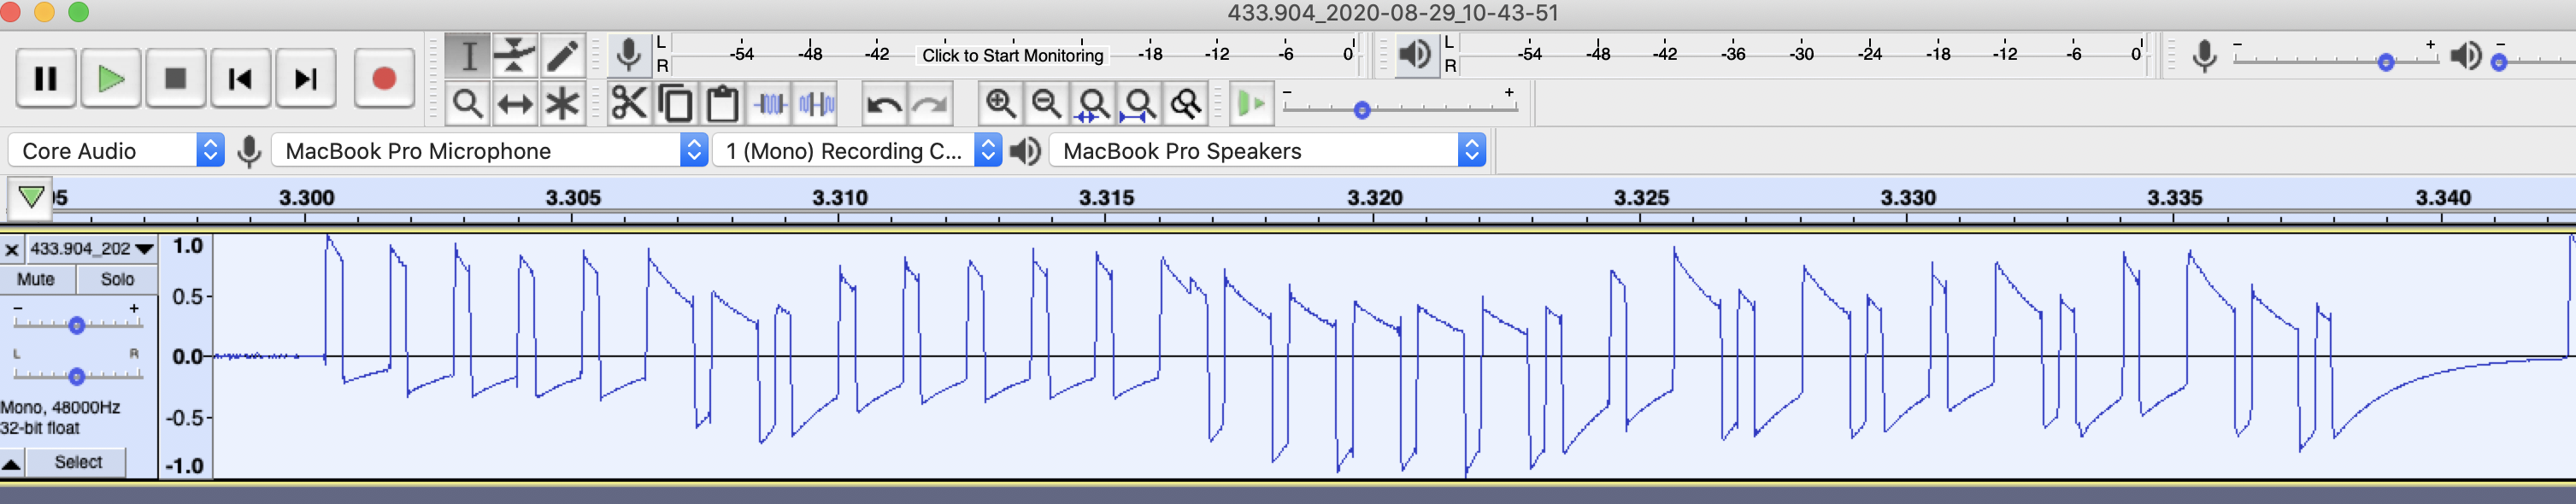 433.904_2020-08-29_10-43-51
L
R
-54 -48 -42 Click to Start Monitoring -18 -12 -6 0
L
R
-54 -48 -42 -36 -30 -24 -18 -12 -6 0
- +
-
- +
Core Audio MacBook Pro Microphone 1 (Mono) Recording C... MacBook Pro Speakers
05 3.300 3.305 3.310 3.315 3.320 3.325 3.330 3.335 3.340
× 433.904_202
Mute Solo
- +
L R
Mono, 48000Hz
32-bit float
Select
1.0
0.5
0.0
-0.5
-1.0